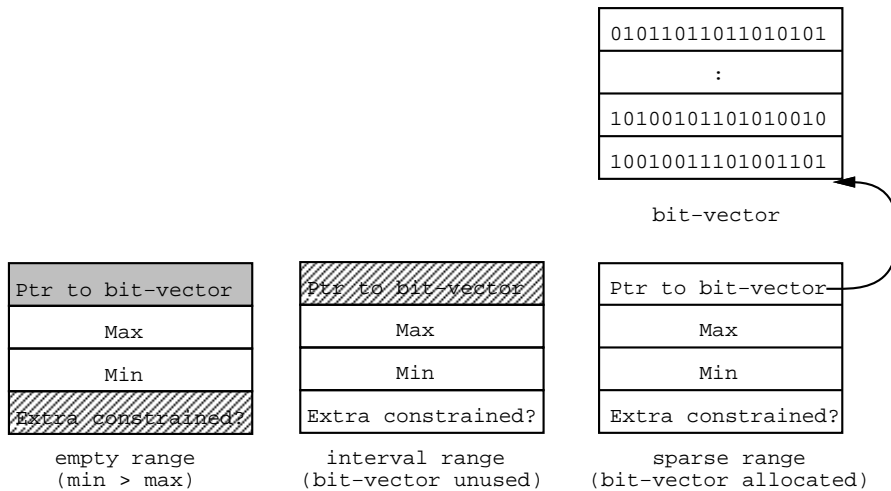 01011011011010101
:
10100101101010010
10010011101001101
bit-vector
Ptr to bit-vector
Max
Min
Extra constrained?
empty range
(min > max)
Ptr to bit-vector
Max
Min
Extra constrained?
interval range
(bit-vector unused)
Ptr to bit-vector
Max
Min
Extra constrained?
sparse range
(bit-vector allocated)